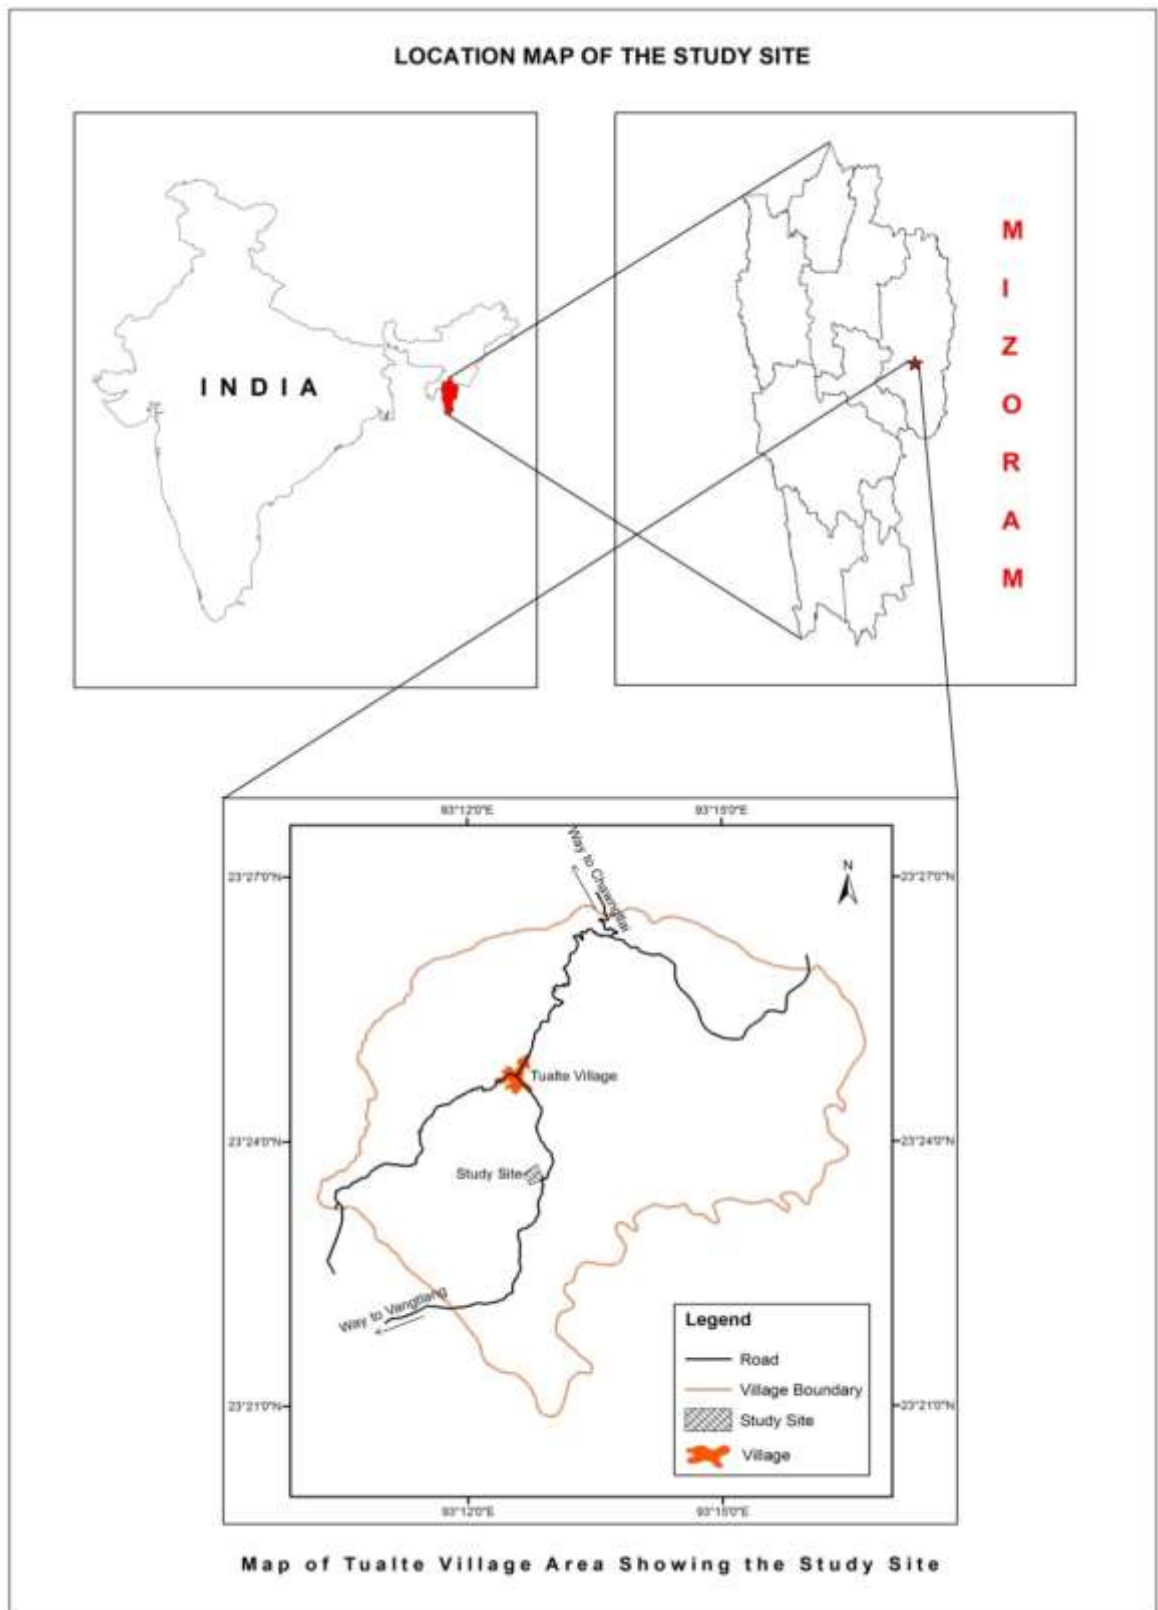 LOCATION MAP OF THE STUDY SITE
INDIA
MIZORAM
93°12'0"E
93°15'0"E
Way to Chawngtlai
N
23°27'0"N
23°27'0"N
Tualte Village
23°24'0"N
23°24'0"N
Study Site
Way to Vangtlang
Legend
Road
Village Boundary
Study Site
Village
23°21'0"N
23°21'0"N
93°12'0"E
93°15'0"E
Map of Tualte Village Area Showing the Study Site